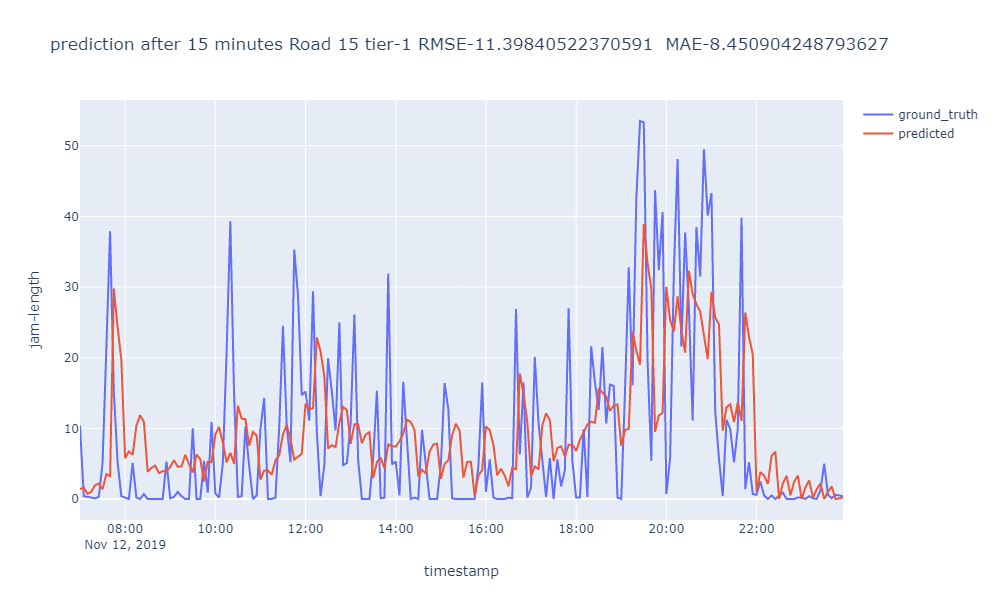 prediction after 15 minutes Road 15 tier-1 RMSE-11.39840522370591  MAE-8.450904248793627
ground_truth
predicted
50
40
30
20
10
0
jam-length
08:00 10:00 12:00 14:00 16:00 18:00 20:00 22:00
Nov 12, 2019
timestamp